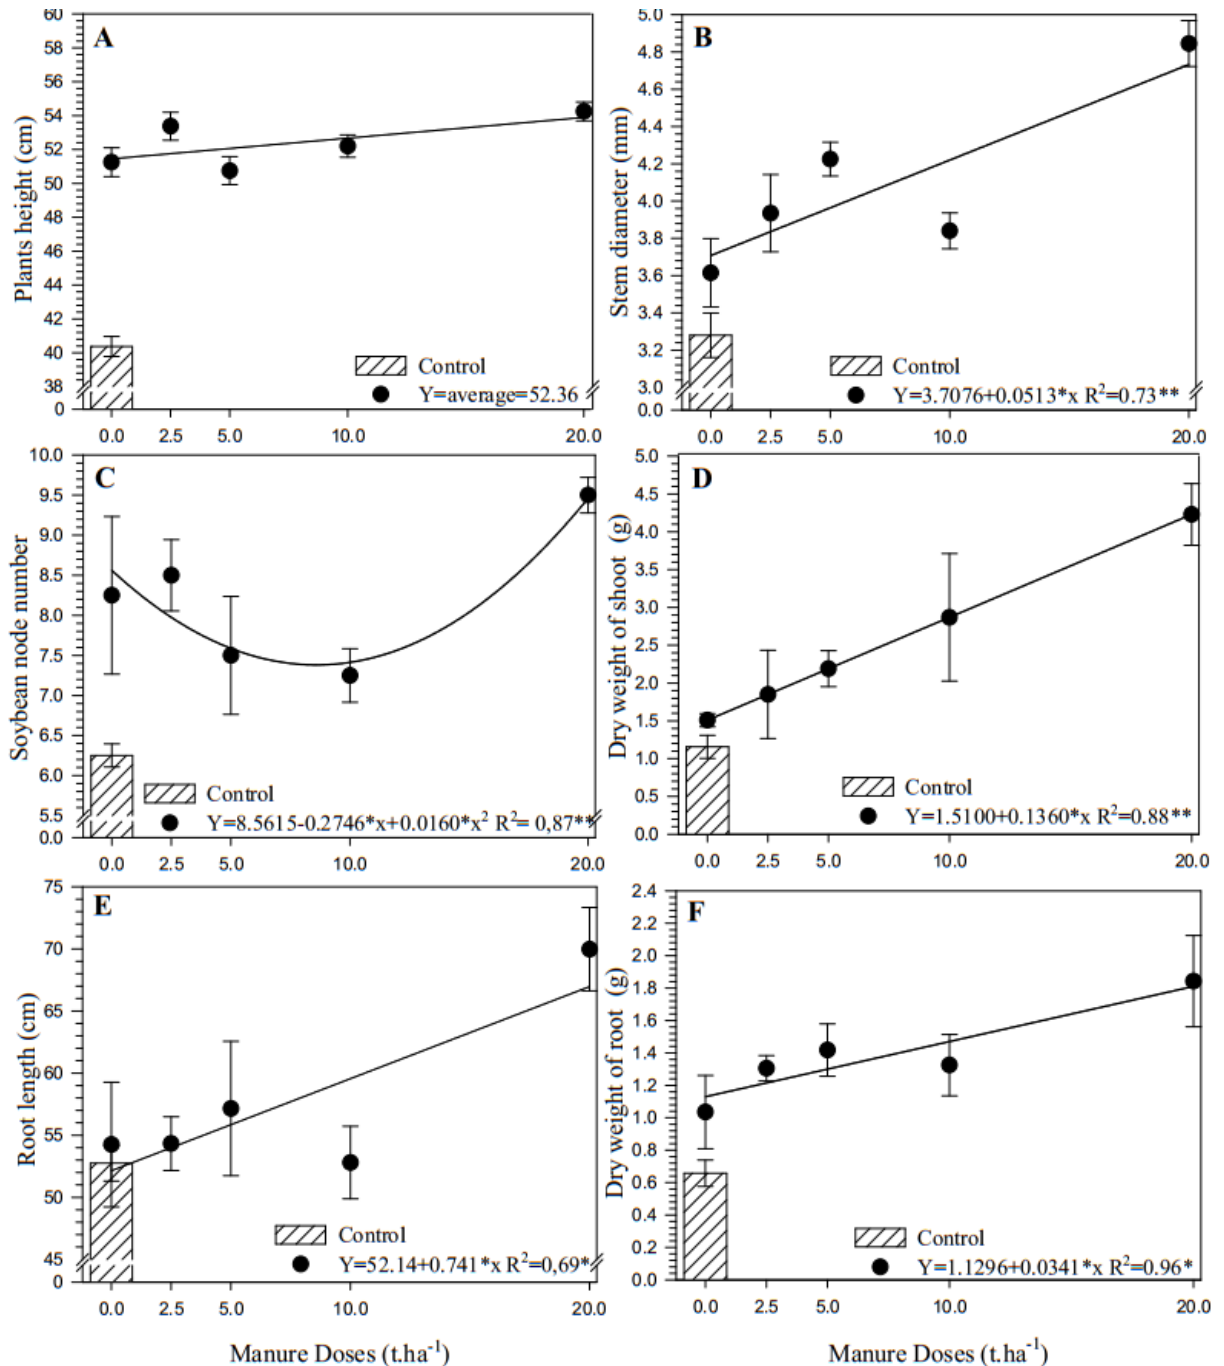 A
Plants height (cm)
60
58
56
54
52
50
48
46
44
42
40
38
0
Control
Y=average=52.36
0.0 2.5 5.0 10.0 20.0
B
Stem diameter (mm)
5.0
4.8
4.6
4.4
4.2
4.0
3.8
3.6
3.4
3.2
3.0
0.0
Control
Y=3.7076+0.0513*x R²=0.73**
0.0 2.5 5.0 10.0 20.0
C
Soybean node number
10.0
9.5
9.0
8.5
8.0
7.5
7.0
6.5
6.0
5.5
0.0
Control
Y=8.5615-0.2746*x+0.0160*x² R²= 0,87**
0.0 2.5 5.0 10.0 20.0
D
Dry weight of shoot (g)
5.0
4.5
4.0
3.5
3.0
2.5
2.0
1.5
1.0
0.5
0.0
Control
Y=1.5100+0.1360*x R²=0.88**
0.0 2.5 5.0 10.0 20.0
E
Root length (cm)
75
70
65
60
55
50
45
0
Control
Y=52.14+0.741*x R²=0,69*
0.0 2.5 5.0 10.0 20.0
Manure Doses (t.ha⁻¹)
F
Dry weight of root (g)
2.4
2.2
2.0
1.8
1.6
1.4
1.2
1.0
0.8
0.6
0.4
0.2
0.0
Control
Y=1.1296+0.0341*x R²=0.96*
0.0 2.5 5.0 10.0 20.0
Manure Doses (t.ha⁻¹)